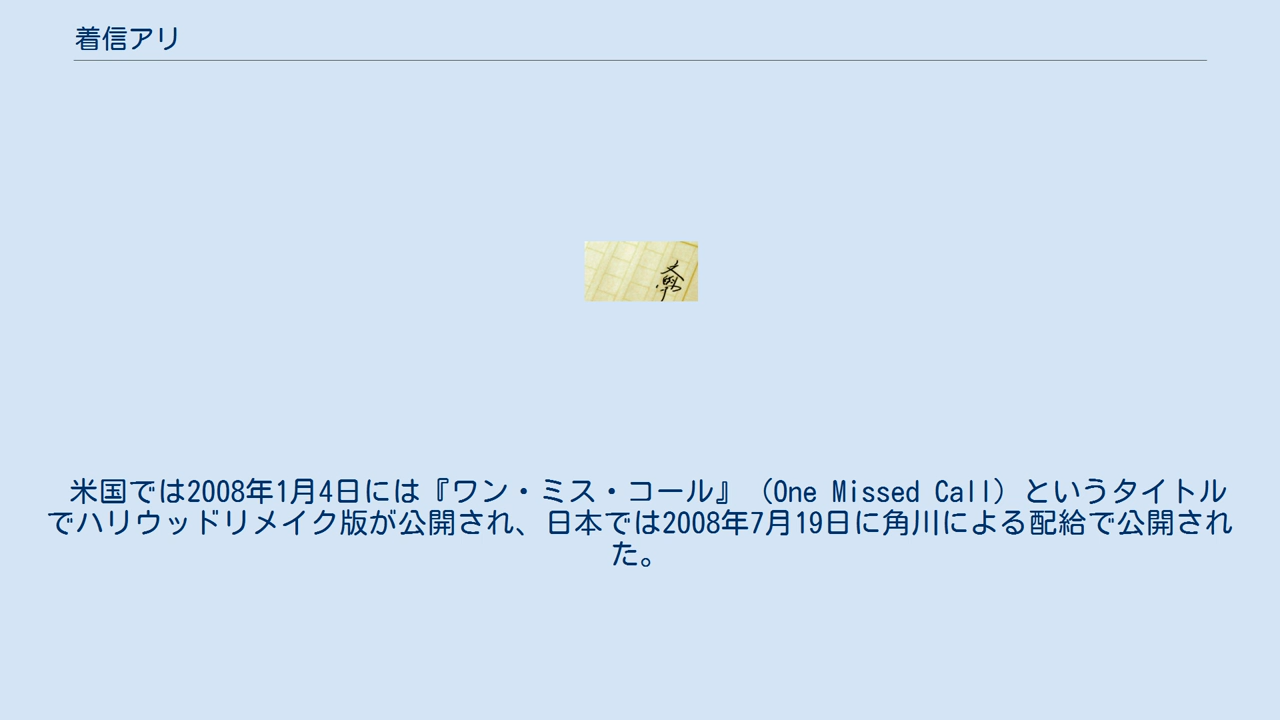 着信アリ
米国では2008年1月4日には『ワン・ミス・コール』（One Missed Call）というタイトル
でハリウッドリメイク版が公開され、日本では2008年7月19日に角川による配給で公開され
た。